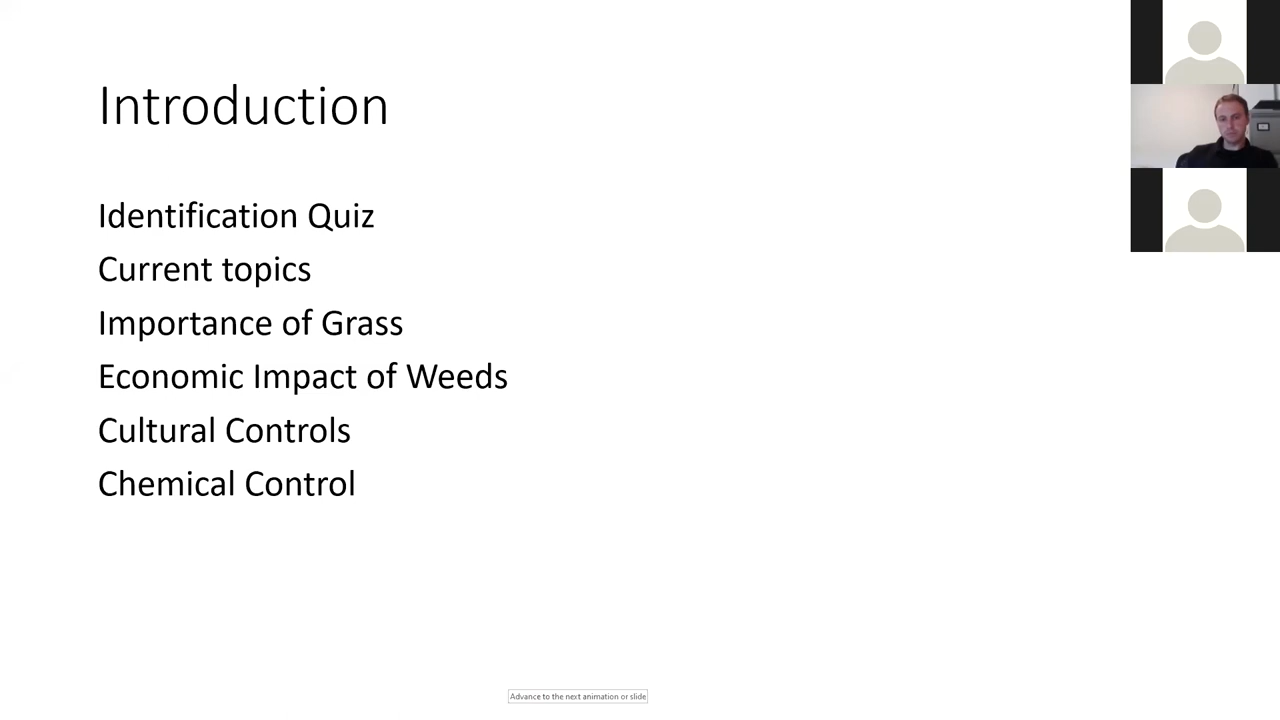 Introduction
Identification Quiz
Current topics
Importance of Grass
Economic Impact of Weeds
Cultural Controls
Chemical Control
Advance to the next animation or slide